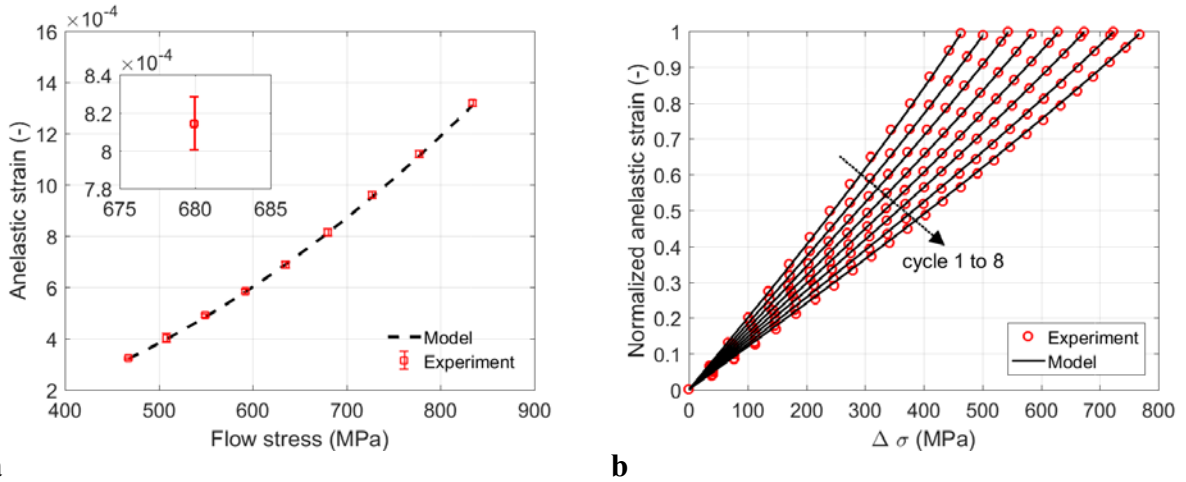 ×10⁻⁴
16
14
12
10
8
6
4
2
Anelastic strain (-)
×10⁻⁴
8.4
8.2
8
7.8
675 680 685
Model
Experiment
400 500 600 700 800 900
Flow stress (MPa)
1
0.9
0.8
0.7
0.6
0.5
0.4
0.3
0.2
0.1
0
Normalized anelastic strain (-)
cycle 1 to 8
Experiment
Model
0 100 200 300 400 500 600 700 800
Δ σ (MPa)
b